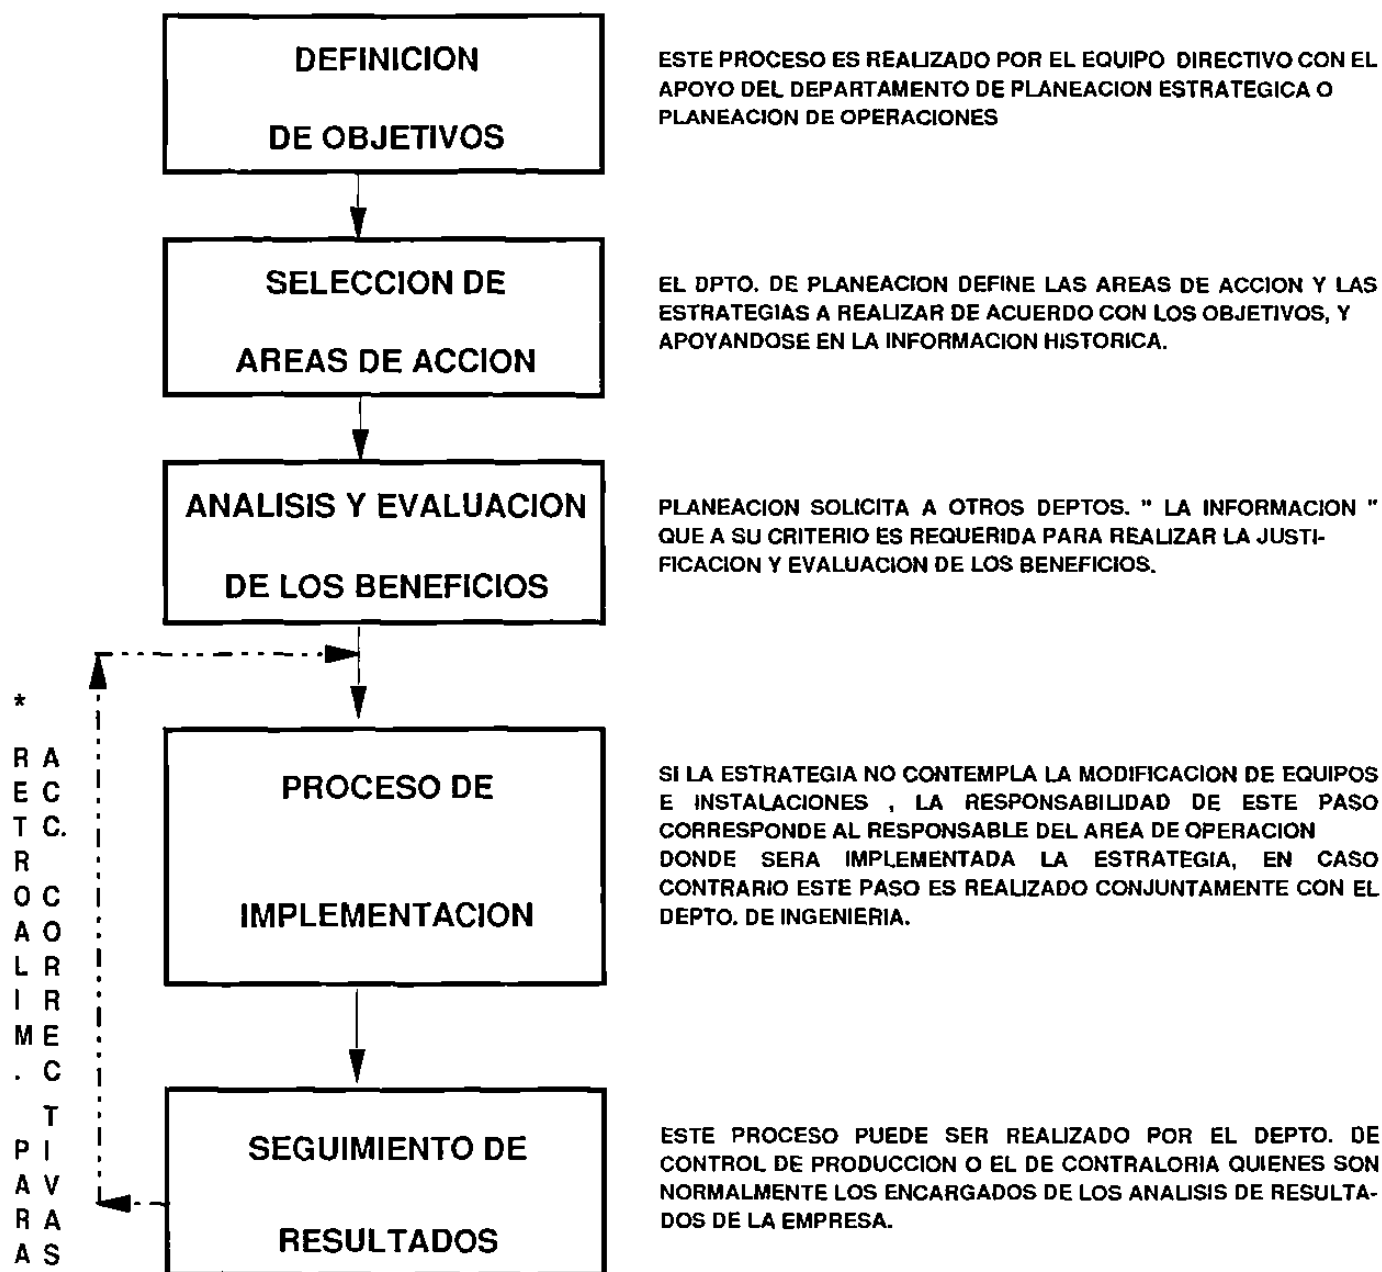 DEFINICION
DE OBJETIVOS
ESTE PROCESO ES REALIZADO POR EL EQUIPO DIRECTIVO CON EL
APOYO DEL DEPARTAMENTO DE PLANEACION ESTRATEGICA O
PLANEACION DE OPERACIONES
SELECCION DE
AREAS DE ACCION
EL DPTO. DE PLANEACION DEFINE LAS AREAS DE ACCION Y LAS
ESTRATEGIAS A REALIZAR DE ACUERDO CON LOS OBJETIVOS, Y
APOYANDOSE EN LA INFORMACION HISTORICA.
ANALISIS Y EVALUACION
DE LOS BENEFICIOS
PLANEACION SOLICITA A OTROS DEPTOS. " LA INFORMACION "
QUE A SU CRITERIO ES REQUERIDA PARA REALIZAR LA JUSTI-
FICACION Y EVALUACION DE LOS BENEFICIOS.
* RETROALIM. PARA
ACC. CORRECTIVAS
PROCESO DE
IMPLEMENTACION
SI LA ESTRATEGIA NO CONTEMPLA LA MODIFICACION DE EQUIPOS
E INSTALACIONES , LA RESPONSABILIDAD DE ESTE PASO
CORRESPONDE AL RESPONSABLE DEL AREA DE OPERACION
DONDE SERA IMPLEMENTADA LA ESTRATEGIA, EN CASO
CONTRARIO ESTE PASO ES REALIZADO CONJUNTAMENTE CON EL
DEPTO. DE INGENIERIA.
SEGUIMIENTO DE
RESULTADOS
ESTE PROCESO PUEDE SER REALIZADO POR EL DEPTO. DE
CONTROL DE PRODUCCION O EL DE CONTRALORIA QUIENES SON
NORMALMENTE LOS ENCARGADOS DE LOS ANALISIS DE RESULTA-
DOS DE LA EMPRESA.